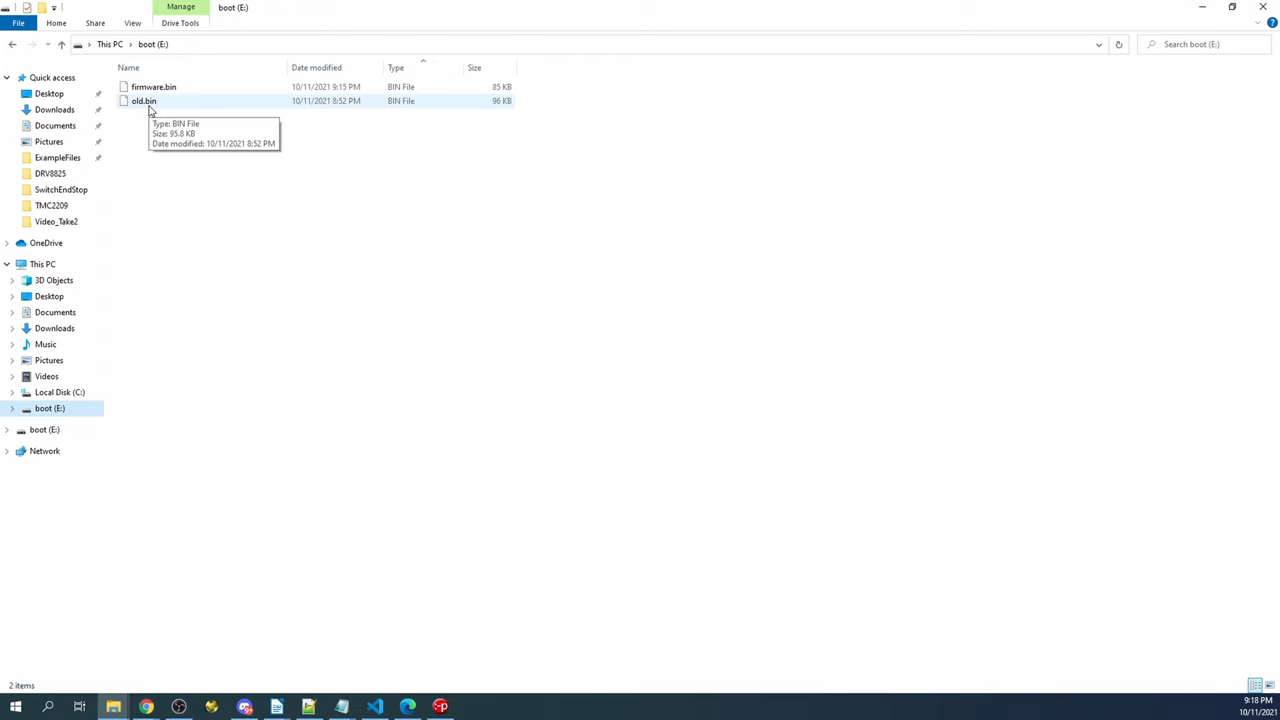 Manage
boot (E:)
File
Home
Share
View
Drive Tools
This PC
boot (E:)
Search boot (E:)
Name
Date modified
Type
Size
firmware.bin
10/11/2021 9:15 PM
BIN File
85 KB
old.bin
10/11/2021 8:52 PM
BIN File
96 KB
Type: BIN File
Size: 95.8 KB
Date modified: 10/11/2021 8:52 PM
Quick access
Desktop
Downloads
Documents
Pictures
ExampleFiles
DRV8825
SwitchEndStop
TMC2209
Video_Take2
OneDrive
This PC
3D Objects
Desktop
Documents
Downloads
Music
Pictures
Videos
Local Disk (C:)
boot (E:)
boot (E:)
Network
2 items
9:18 PM
10/11/2021